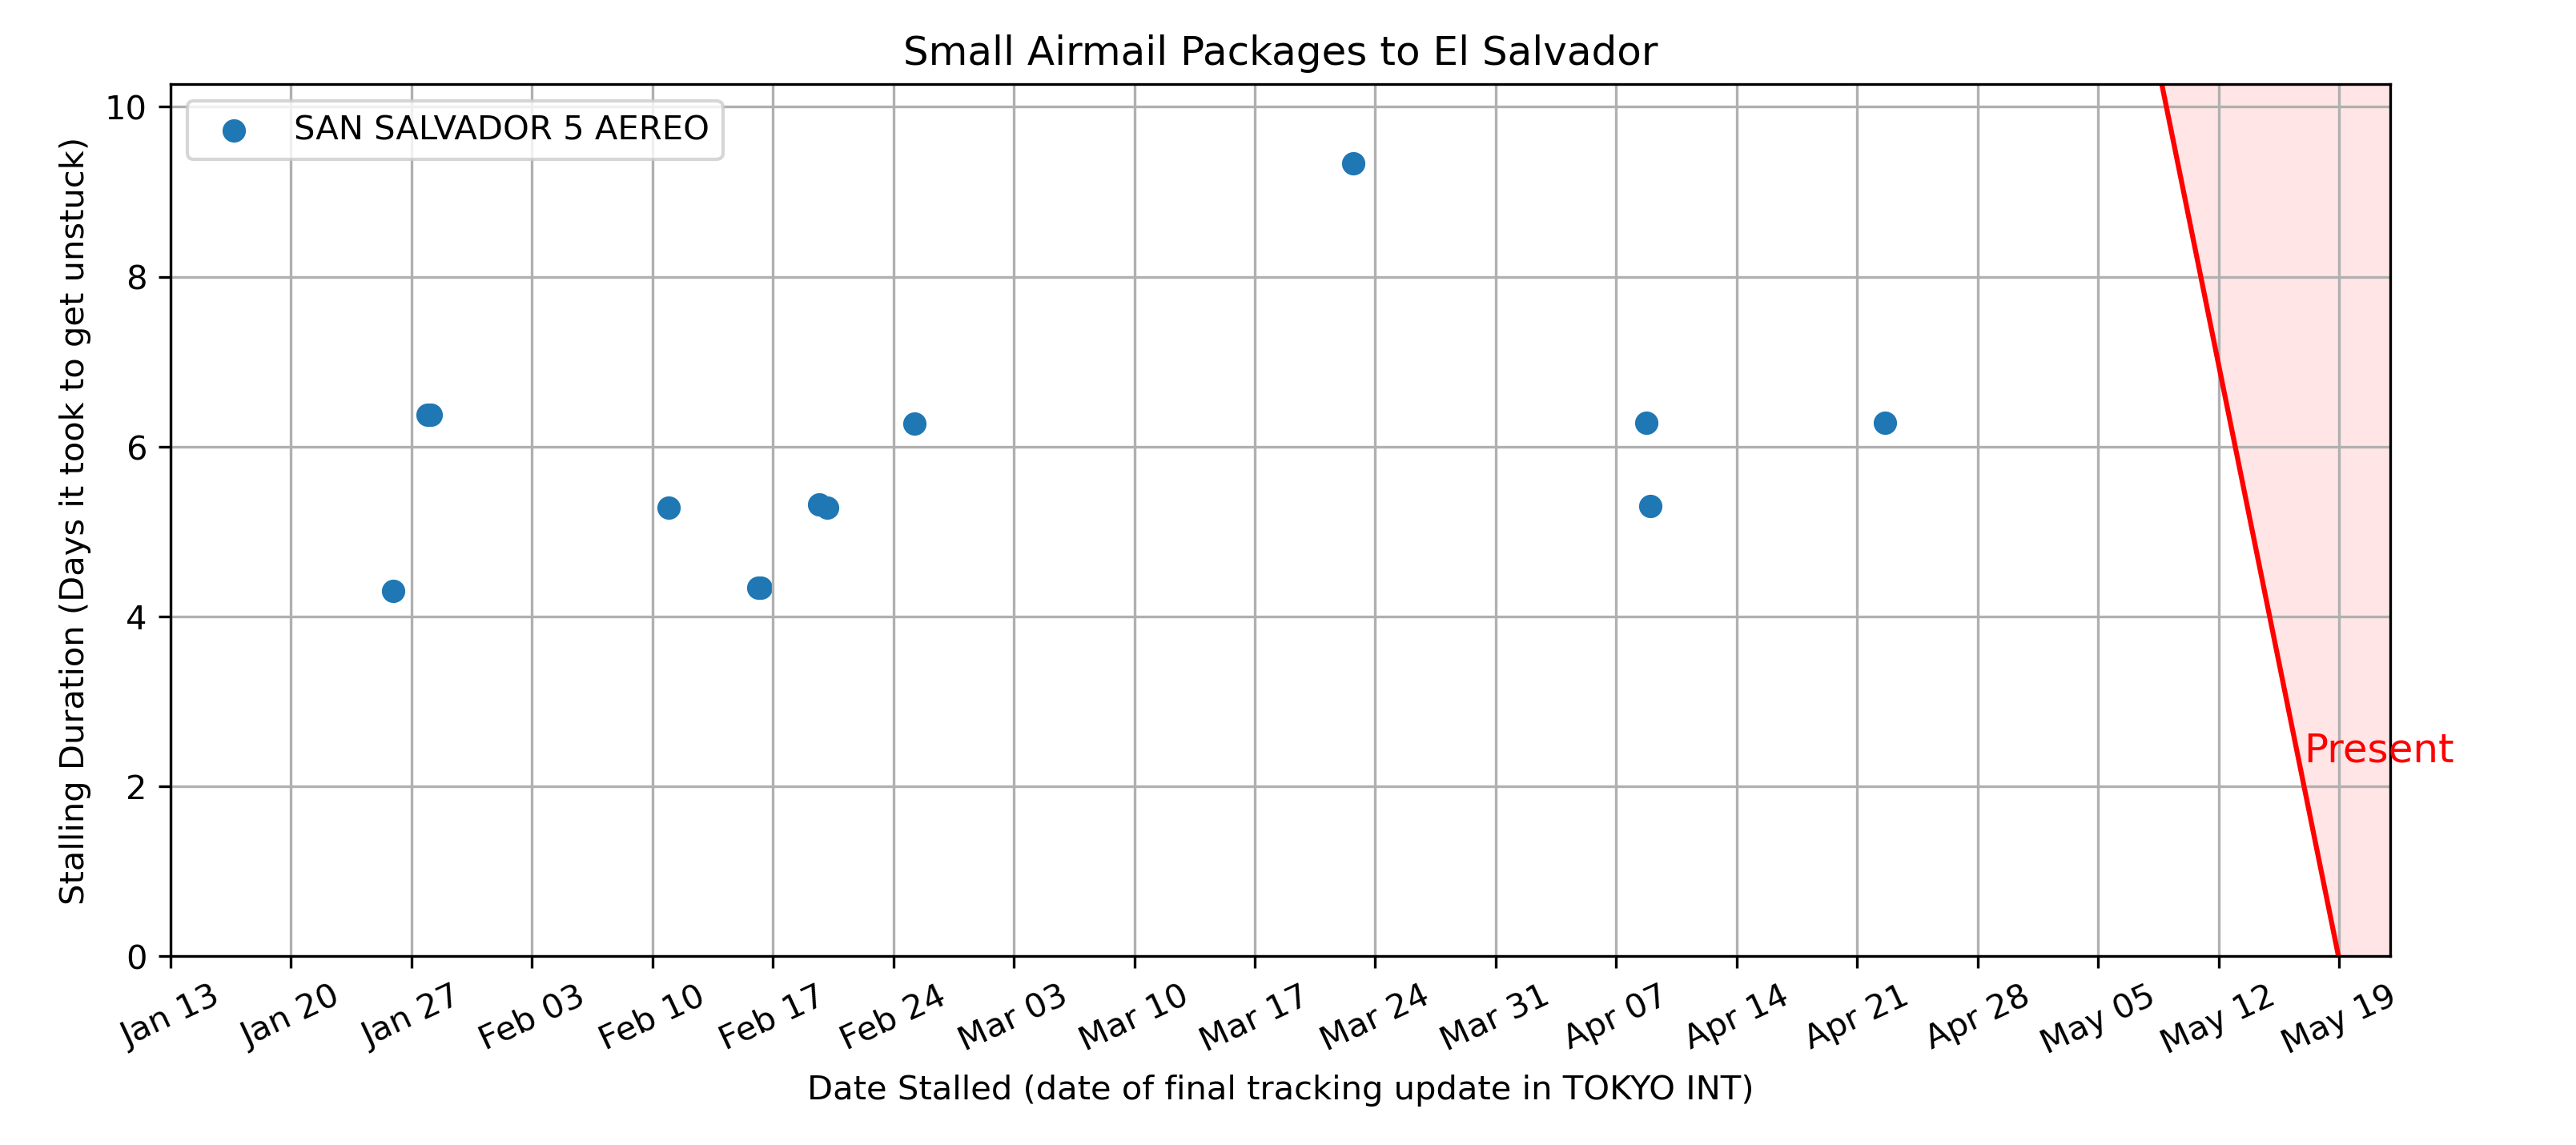 Small Airmail Packages to El Salvador
SAN SALVADOR 5 AEREO
Stalling Duration (Days it took to get unstuck)
10
8
6
4
2
0
Present
Jan 13
Jan 20
Jan 27
Feb 03
Feb 10
Feb 17
Feb 24
Mar 03
Mar 10
Mar 17
Mar 24
Mar 31
Apr 07
Apr 14
Apr 21
Apr 28
May 05
May 12
May 19
Date Stalled (date of final tracking update in TOKYO INT)